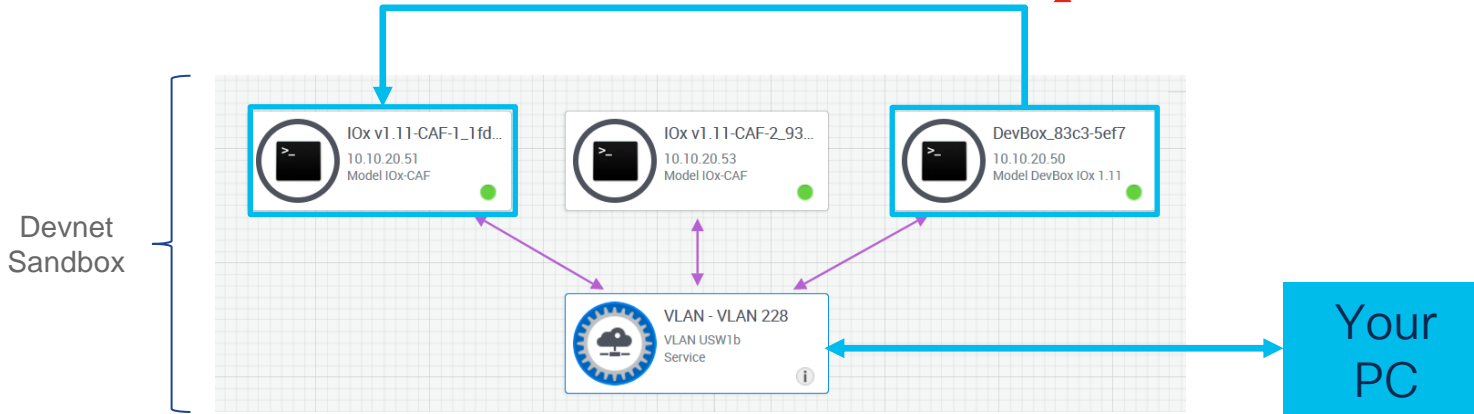 IOx v1.11-CAF-1_1fd...
10.10.20.51
Model IOx-CAF
IOx v1.11-CAF-2_93...
10.10.20.53
Model IOx-CAF
DevBox_83c3-5ef7
10.10.20.50
Model DevBox IOx 1.11
Devnet
Sandbox
VLAN - VLAN 228
VLAN USW1b
Service
i
Your
PC